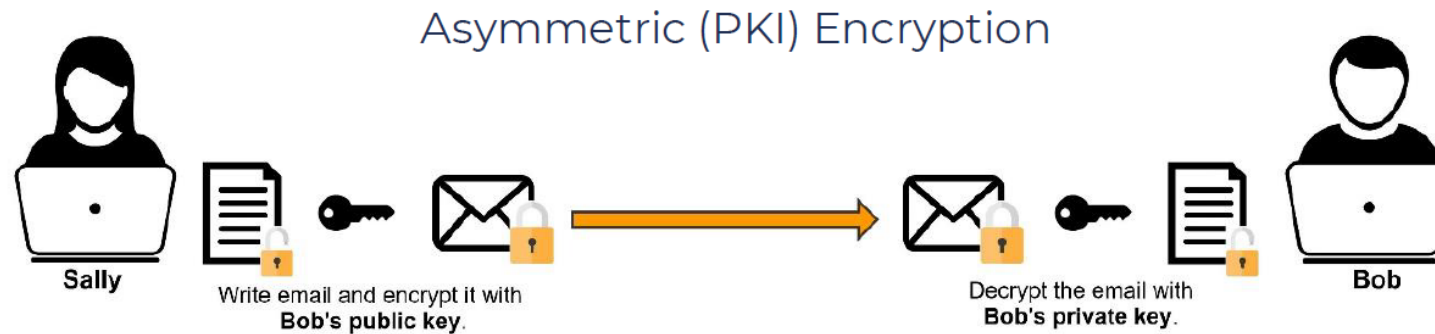 Asymmetric (PKI) Encryption
Sally
Write email and encrypt it with
Bob's public key.
Decrypt the email with
Bob's private key.
Bob